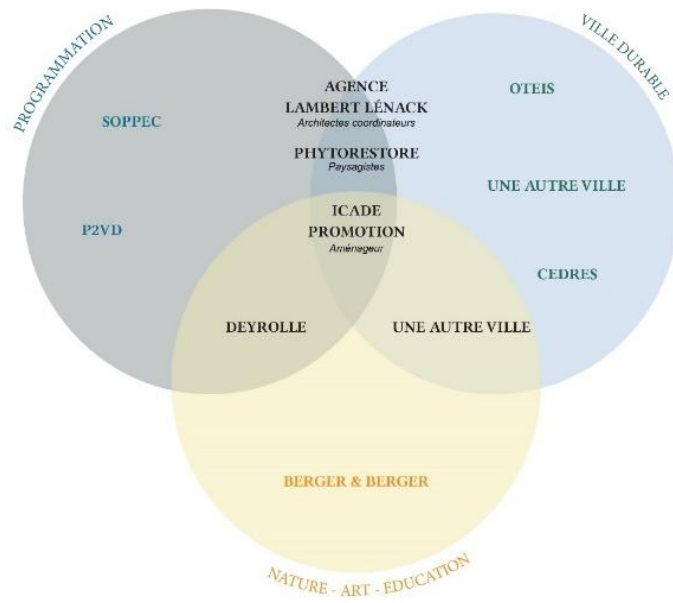 PROGRAMMATION
VILLE DURABLE
AGENCE
LAMBERT LÉNACK
Architectes coordinateurs
OTEIS
SOPPEC
PHYTORESTORE
Paysagistes
UNE AUTRE VILLE
ICADE
PROMOTION
Aménageur
P2VD
CEDRES
DEYROLLE
UNE AUTRE VILLE
BERGER & BERGER
NATURE - ART - EDUCATION